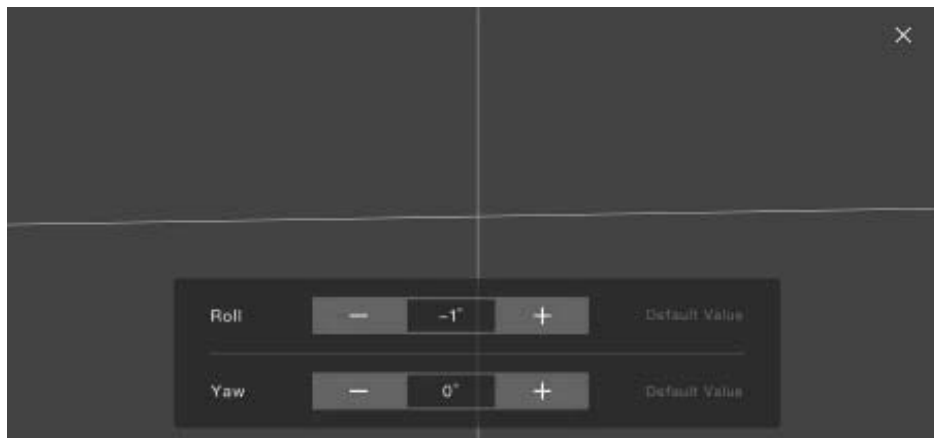 Roll − -1° + Default Value
Yaw − 0° + Default Value